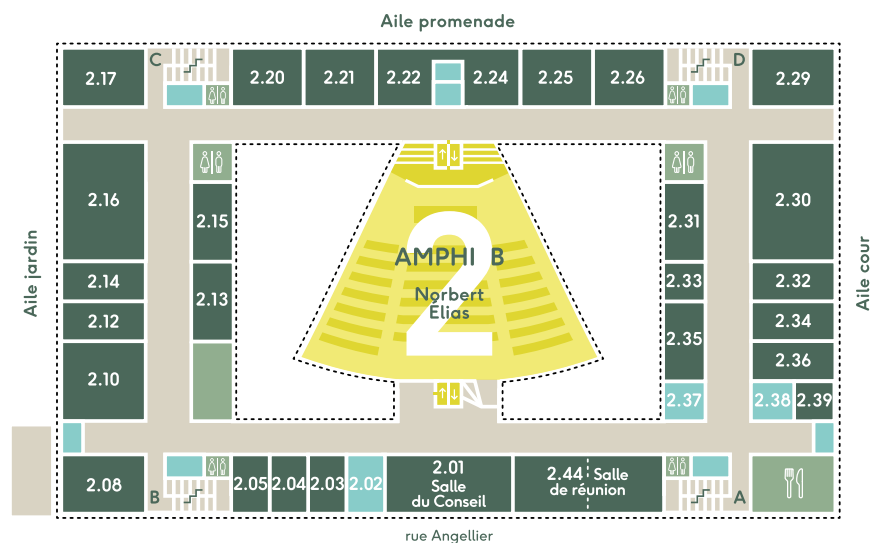 Aile promenade
C
D
2.17
2.20
2.21
2.22
2.24
2.25
2.26
2.29
2.16
2.15
2.14
2.13
2.12
2.10
Aile jardin
2
AMPHI B
Norbert
Élias
2.31
2.30
2.33
2.32
2.34
2.35
2.36
2.37
2.38
2.39
Aile cour
2.08
B
2.05
2.04
2.03
2.02
2.01
Salle
du Conseil
2.44 Salle
de réunion
A
rue Angellier